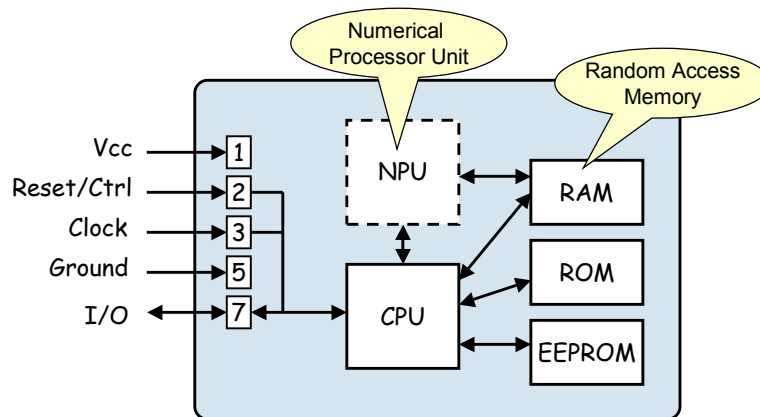 Numerical
Processor Unit
Random Access
Memory
Vcc
1
Reset/Ctrl
2
Clock
3
Ground
5
I/O
7
NPU
CPU
RAM
ROM
EEPROM